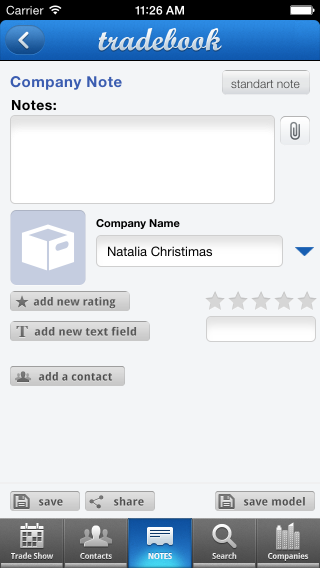 Carrier 11:26 AM
tradebook
Company Note standart note
Notes:
Company Name
Natalia Christimas
add new rating
T add new text field
add a contact
save share save model
Trade Show Contacts NOTES Search Companies